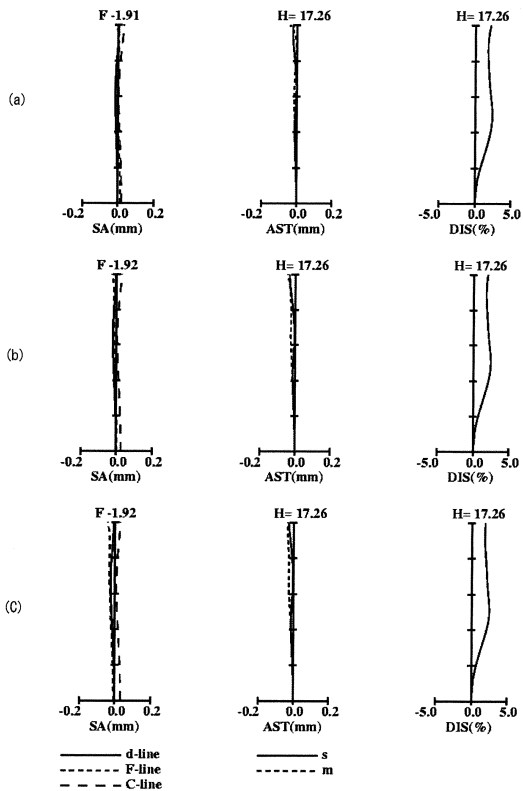 F -1.91 H= 17.26 H= 17.26
(a)
-0.2 0.0 0.2 -0.2 0.0 0.2 -5.0 0.0 5.0
SA(mm) AST(mm) DIS(%)
F -1.92 H= 17.26 H= 17.26
(b)
-0.2 0.0 0.2 -0.2 0.0 0.2 5.0 0.0 5.0
SA(mm) AST(mm) DIS(%)
F -1.92 H= 17.26 H= 17.26
(C)
-0.2 0.0 0.2 -0.2 0.0 0.2 -5.0 0.0 5.0
SA(mm) AST(mm) DIS(%)
d-line s
F-line m
C-line